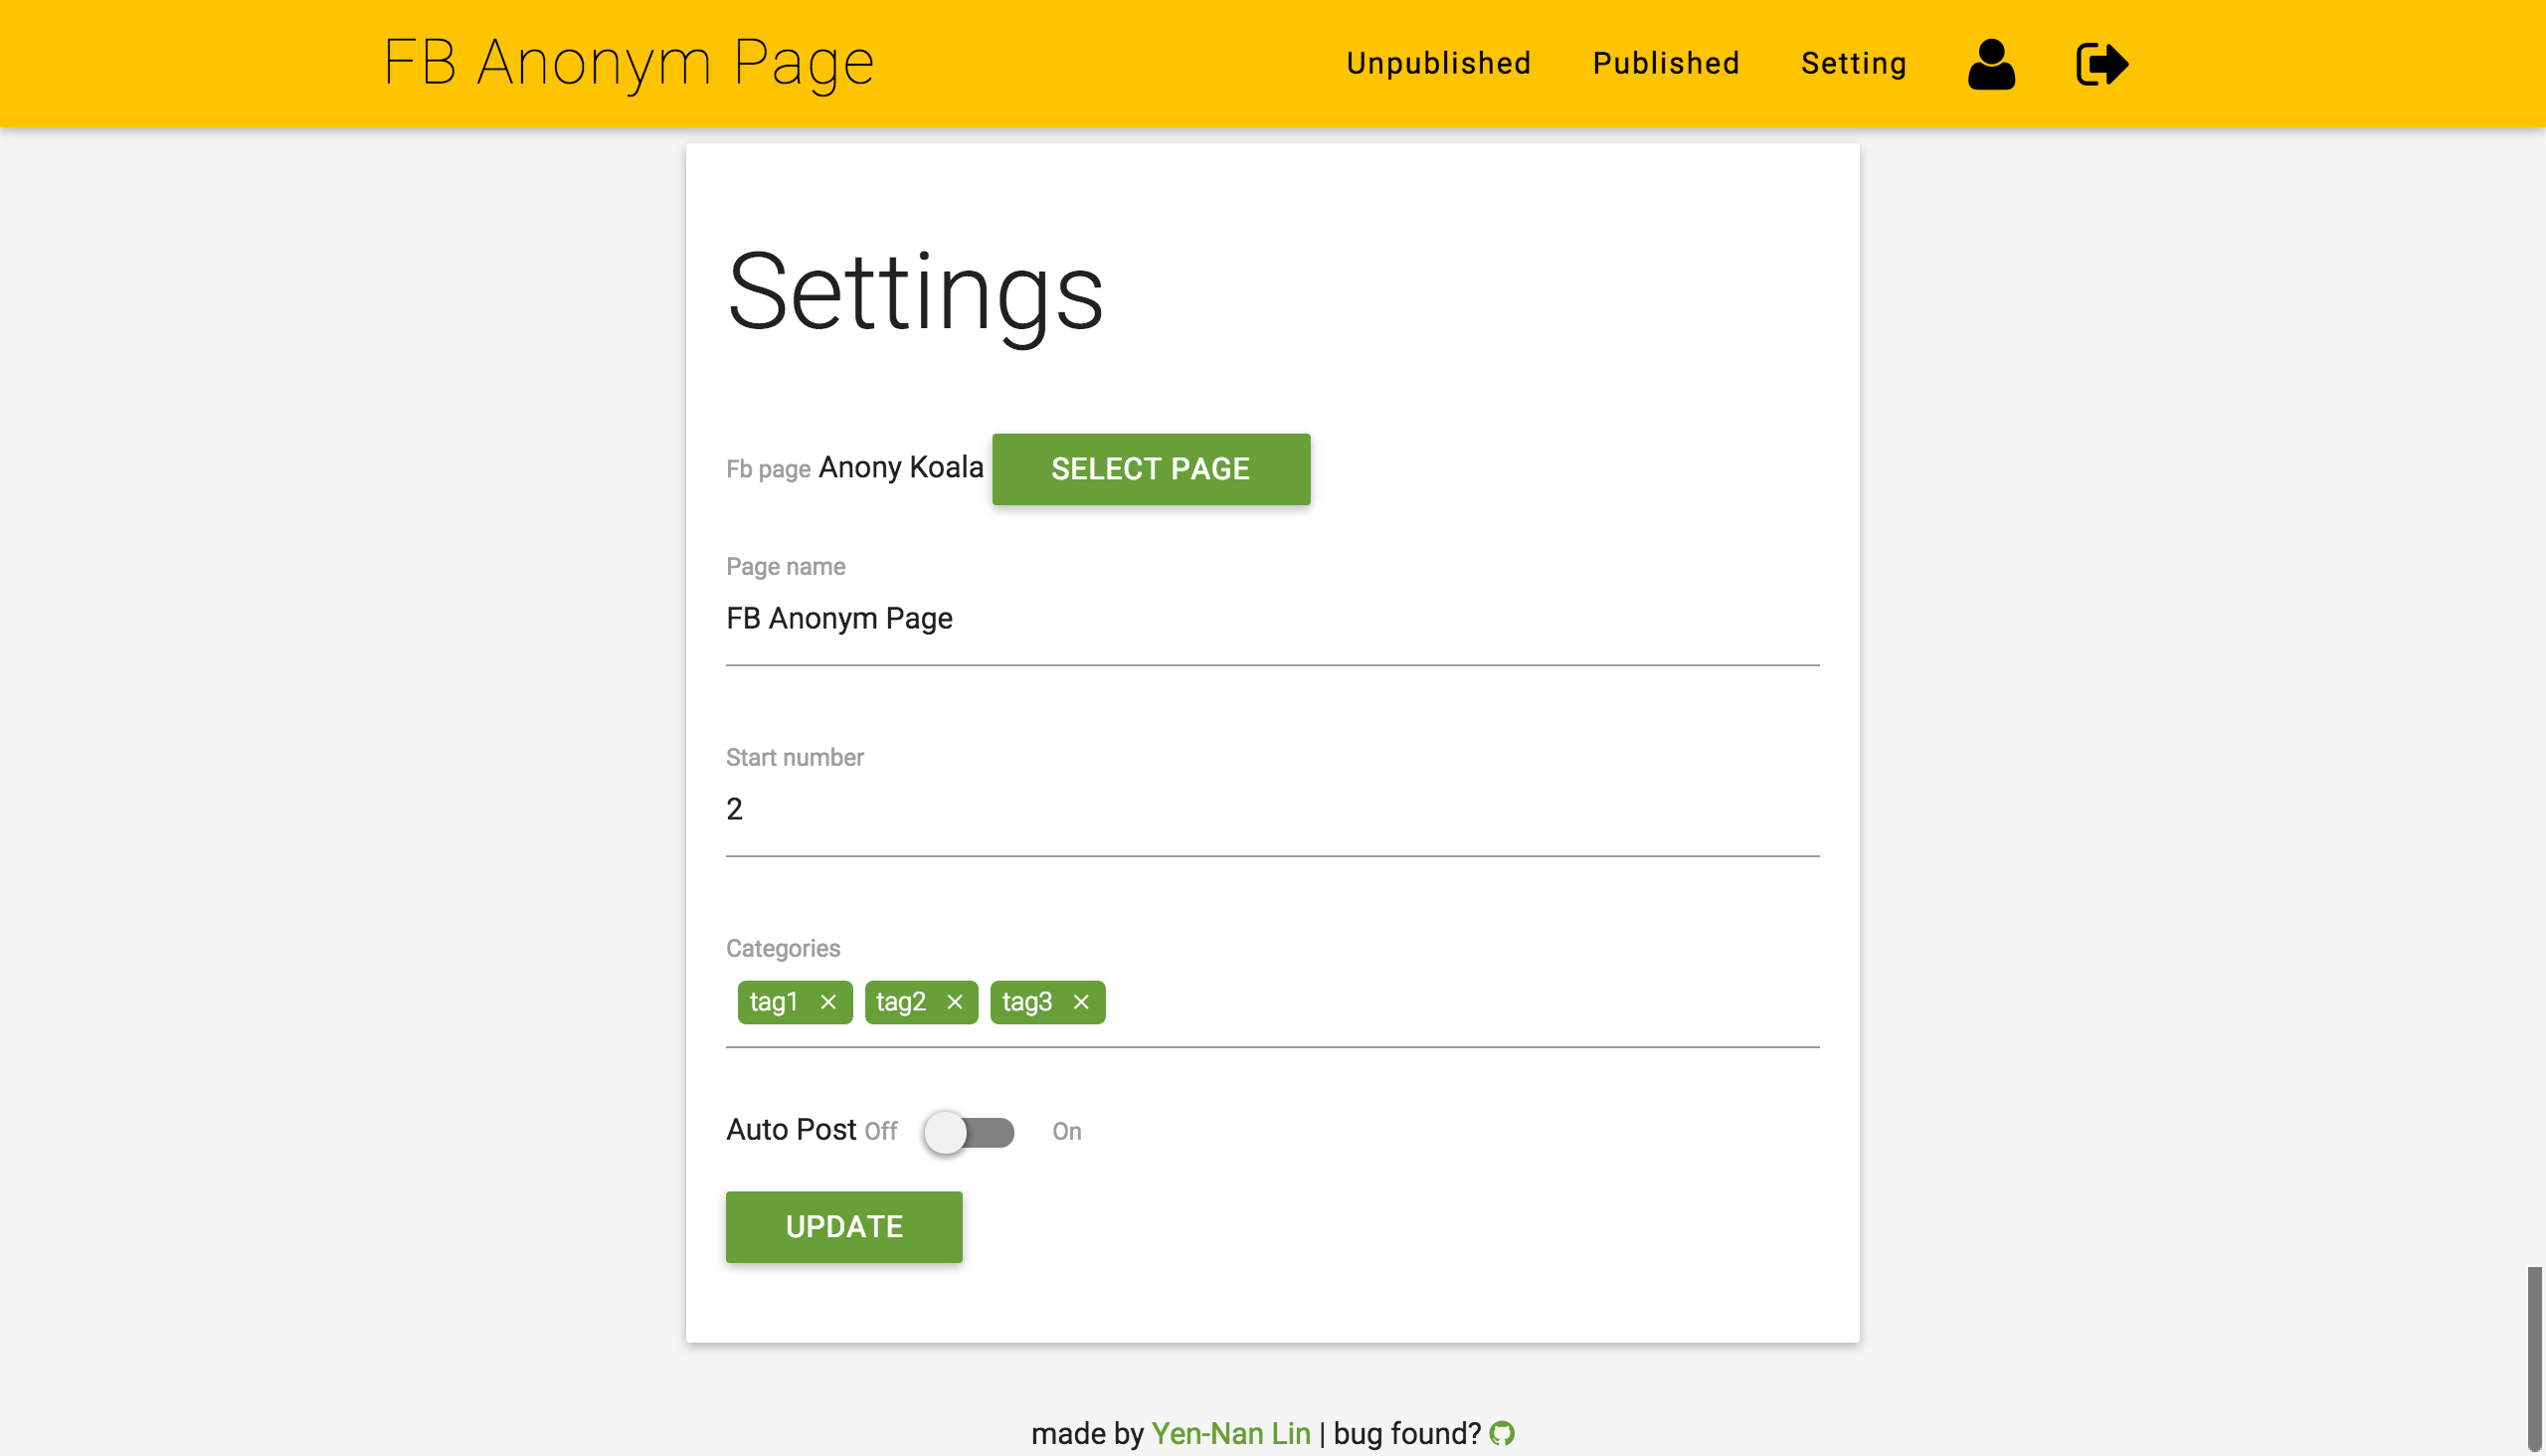 FB Anonym Page Unpublished Published Setting
Settings
Fb page Anony Koala SELECT PAGE
Page name
FB Anonym Page
Start number
2
Categories
tag1 × tag2 × tag3 ×
Auto Post Off On
UPDATE
made by Yen-Nan Lin | bug found?